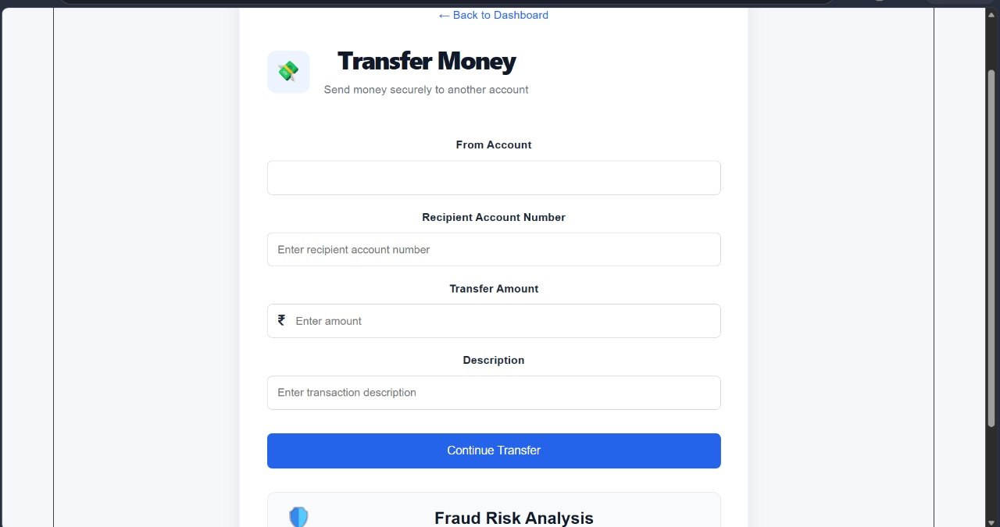 ← Back to Dashboard
Transfer Money
Send money securely to another account
From Account
Recipient Account Number
Enter recipient account number
Transfer Amount
₹ Enter amount
Description
Enter transaction description
Continue Transfer
Fraud Risk Analysis